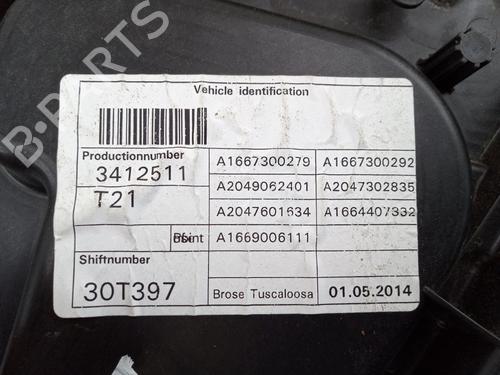 B-PARTS
Vehicle identification
Productionnumber
3412511
T21
A1667300279 A1667300292
A2049062401 A2047302835
A2047601634 A1664407332
A1669006111
Shiftnumber
30T397
Brose Tuscaloosa 01.05.2014